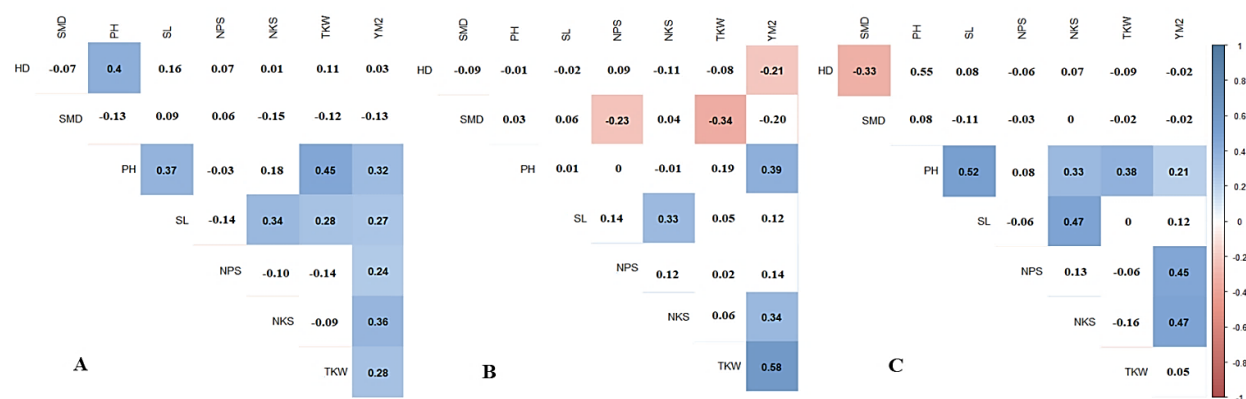 SMD PH SL NPS NKS TKW YM2
HD -0.07 0.4 0.16 0.07 0.01 0.11 0.03
SMD -0.13 0.09 0.06 -0.15 -0.12 -0.13
PH 0.37 -0.03 0.18 0.45 0.32
SL -0.14 0.34 0.28 0.27
NPS -0.10 -0.14 0.24
NKS -0.09 0.36
TKW 0.28
A
SMD PH SL NPS NKS TKW YM2
HD -0.09 -0.01 -0.02 0.09 -0.11 -0.08 -0.21
SMD 0.03 0.06 -0.23 0.04 -0.34 -0.20
PH 0.01 0 -0.01 0.19 0.39
SL 0.14 0.33 0.05 0.12
NPS 0.12 0.02 0.14
NKS 0.06 0.34
TKW 0.58
B
SMD PH SL NPS NKS TKW YM2
HD -0.33 0.55 0.08 -0.06 0.07 -0.09 -0.02
SMD 0.08 -0.11 -0.03 0 -0.02 -0.02
PH 0.52 0.08 0.33 0.38 0.21
SL -0.06 0.47 0 0.12
NPS 0.13 -0.06 0.45
NKS -0.16 0.47
TKW 0.05
C
1
0.8
0.6
0.4
0.2
0
-0.2
-0.4
-0.6
-0.8
-1